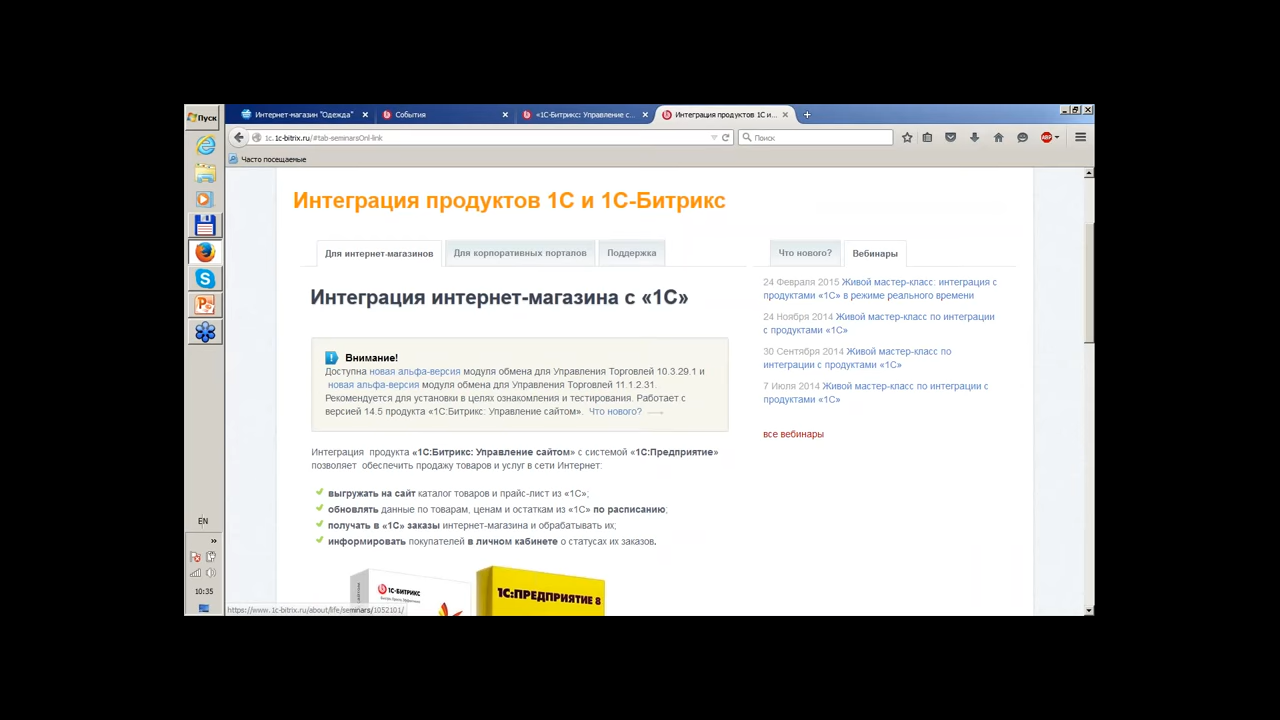 Пуск
Интернет-магазин "Одежда"
События
«1С-Битрикс: Управление с...
Интеграция продуктов 1С и...
1c.1c-bitrix.ru/#tab-seminarsOnl-link
Поиск
ABP
Часто посещаемые
Интеграция продуктов 1С и 1С-Битрикс
Для интернет-магазинов
Для корпоративных порталов
Поддержка
Что нового?
Вебинары
Интеграция интернет-магазина с «1С»
Внимание!
Доступна новая альфа-версия модуля обмена для Управления Торговлей 10.3.29.1 и
новая альфа-версия модуля обмена для Управления Торговлей 11.1.2.31.
Рекомендуется для установки в целях ознакомления и тестирования. Работает с
версией 14.5 продукта «1С:Битрикс: Управление сайтом». Что нового?
Интеграция продукта «1С:Битрикс: Управление сайтом» с системой «1С:Предприятие»
позволяет обеспечить продажу товаров и услуг в сети Интернет:
выгружать на сайт каталог товаров и прайс-лист из «1С»;
обновлять данные по товарам, ценам и остаткам из «1С» по расписанию;
получать в «1С» заказы интернет-магазина и обрабатывать их;
информировать покупателей в личном кабинете о статусах их заказов.
24 Февраля 2015 Живой мастер-класс: интеграция с
продуктами «1С» в режиме реального времени
24 Ноября 2014 Живой мастер-класс по интеграции
с продуктами «1С»
30 Сентября 2014 Живой мастер-класс по
интеграции с продуктами «1С»
7 Июля 2014 Живой мастер-класс по интеграции с
продуктами «1С»
все вебинары
1С-БИТРИКС
1С:ПРЕДПРИЯТИЕ 8
EN
10:35
https://www.1c-bitrix.ru/about/life/seminars/1052101/